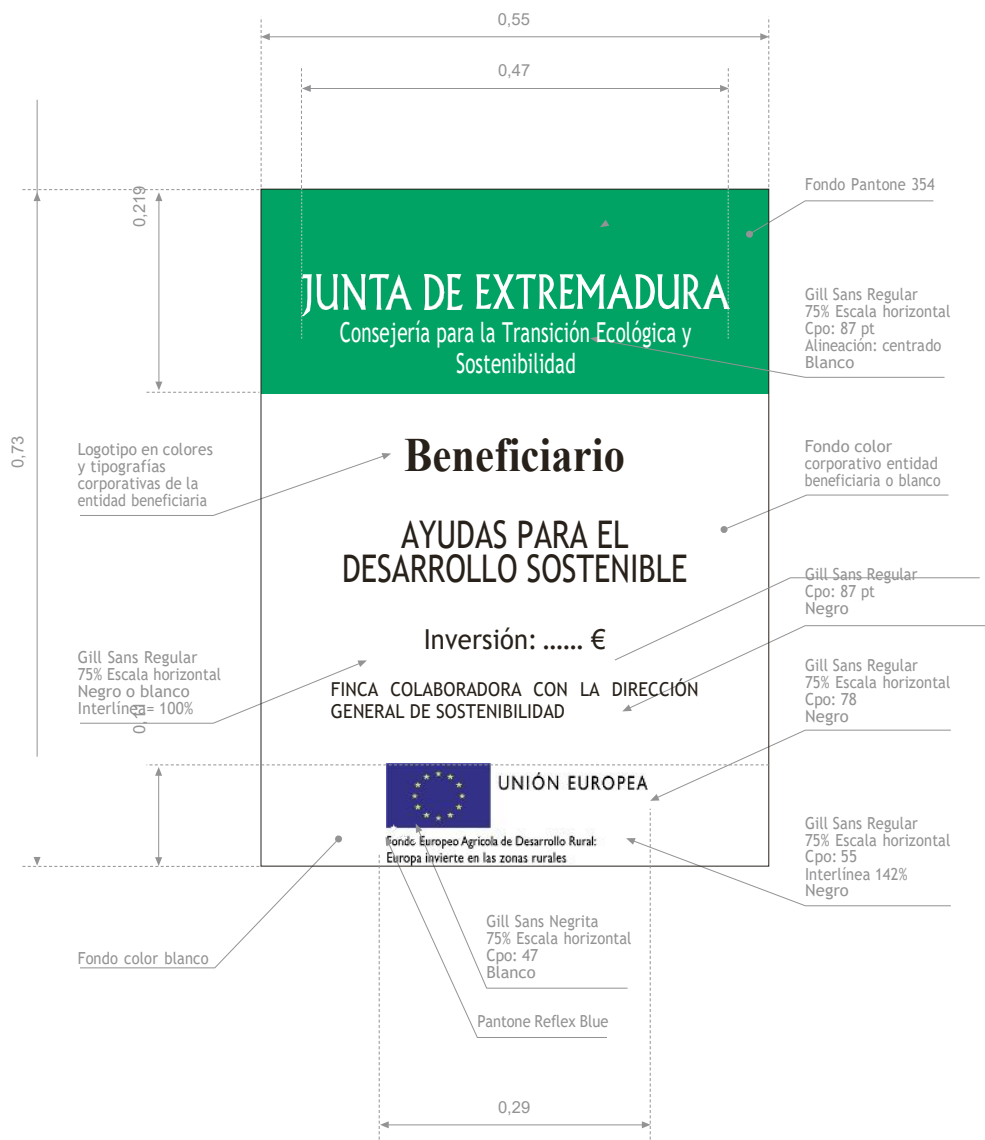 0,55
0,47
0,219
Fondo Pantone 354
JUNTA DE EXTREMADURA
Consejería para la Transición Ecológica y
Sostenibilidad
Gill Sans Regular
75% Escala horizontal
Cpo: 87 pt
Alineación: centrado
Blanco
0,73
Logotipo en colores
y tipografías
corporativas de la
entidad beneficiaria
Beneficiario
Fondo color
corporativo entidad
beneficiaria o blanco
AYUDAS PARA EL
DESARROLLO SOSTENIBLE
Gill Sans Regular
Cpo: 87 pt
Negro
Inversión: ...... €
Gill Sans Regular
75% Escala horizontal
Negro o blanco
Interlínea= 100%
FINCA COLABORADORA CON LA DIRECCIÓN
GENERAL DE SOSTENIBILIDAD
Gill Sans Regular
75% Escala horizontal
Cpo: 78
Negro
0,11
UNIÓN EUROPEA
Fondo Europeo Agrícola de Desarrollo Rural:
Europa invierte en las zonas rurales
Gill Sans Regular
75% Escala horizontal
Cpo: 55
Interlínea 142%
Negro
Gill Sans Negrita
75% Escala horizontal
Cpo: 47
Blanco
Fondo color blanco
Pantone Reflex Blue
0,29